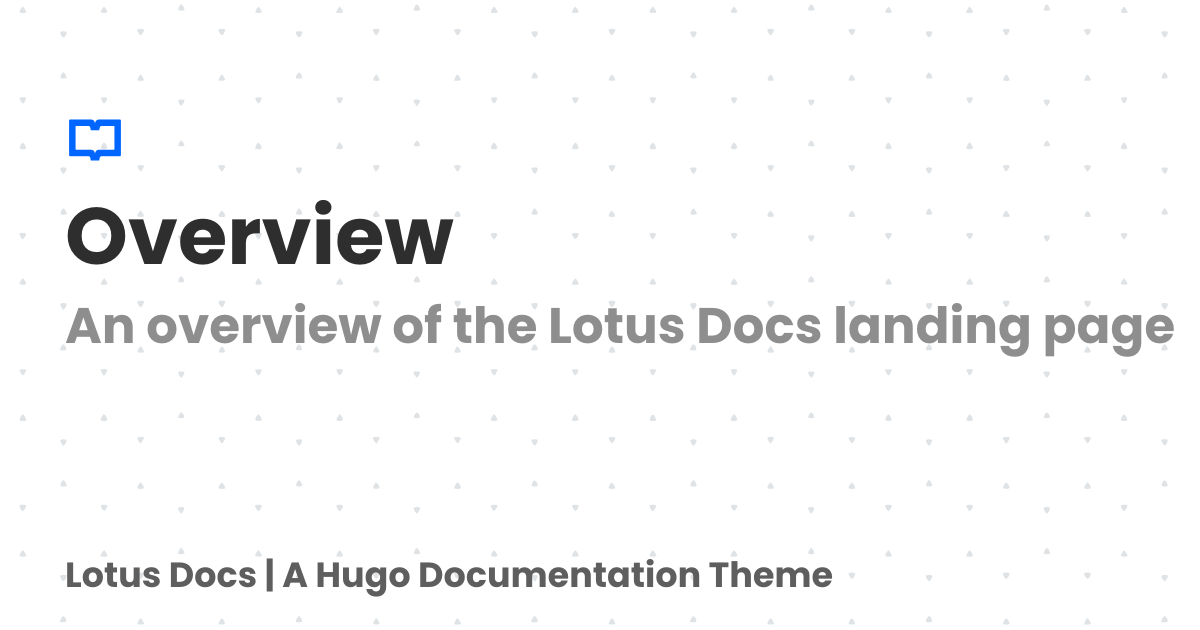 Overview
An overview of the Lotus Docs landing page
Lotus Docs | A Hugo Documentation Theme